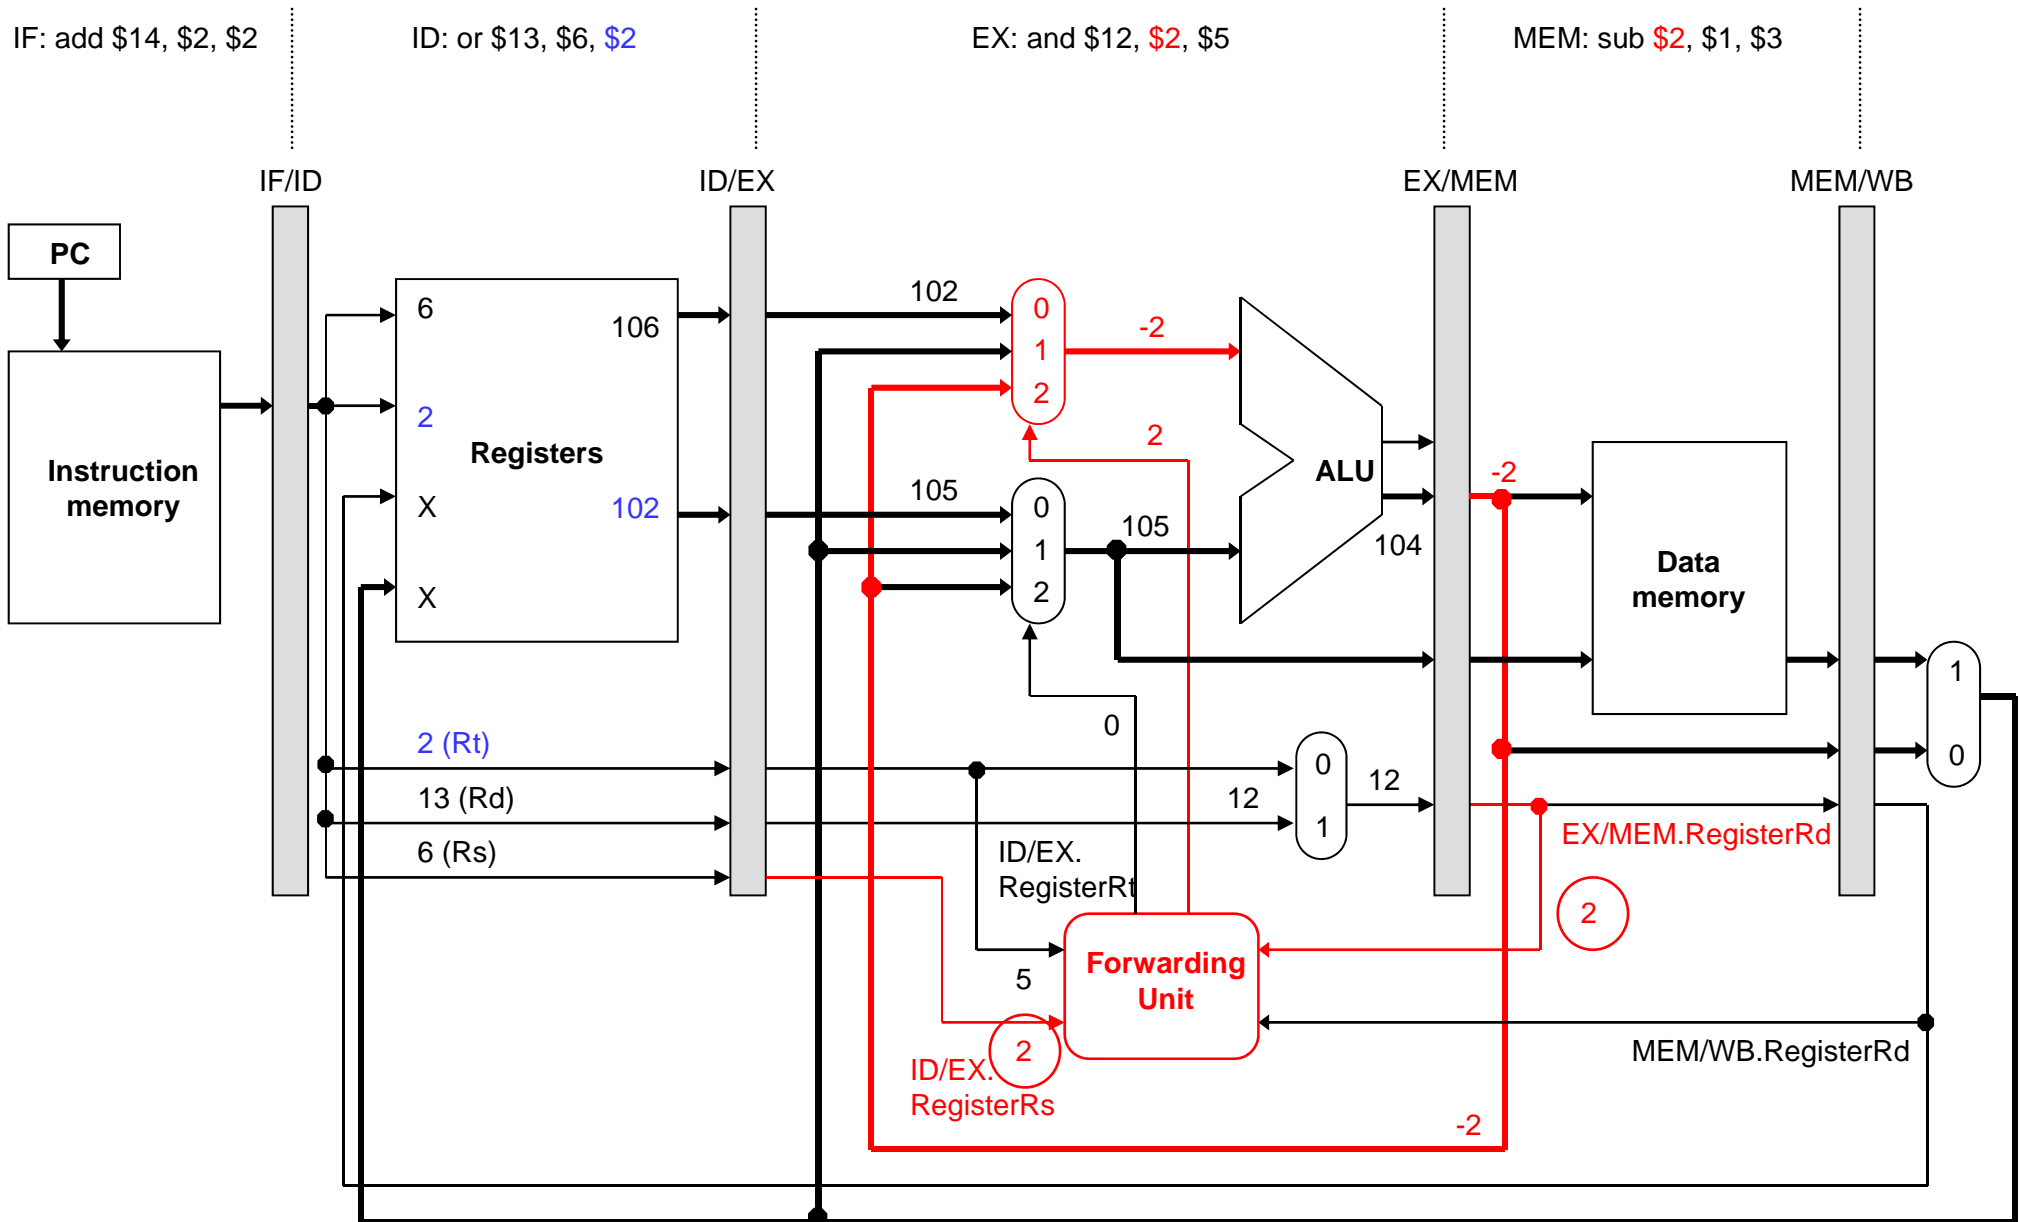 IF: add $14, $2, $2
ID: or $13, $6, $2
EX: and $12, $2, $5
MEM: sub $2, $1, $3
IF/ID
ID/EX
EX/MEM
MEM/WB
PC
Instruction
memory
6
2
X
X
Registers
106
102
102
105
0
1
2
-2
2
0
1
2
105
ALU
104
-2
Data
memory
1
0
0
2 (Rt)
13 (Rd)
6 (Rs)
12
0
1
12
EX/MEM.RegisterRd
2
ID/EX.
RegisterRt
5
Forwarding
Unit
2
ID/EX.
RegisterRs
MEM/WB.RegisterRd
-2